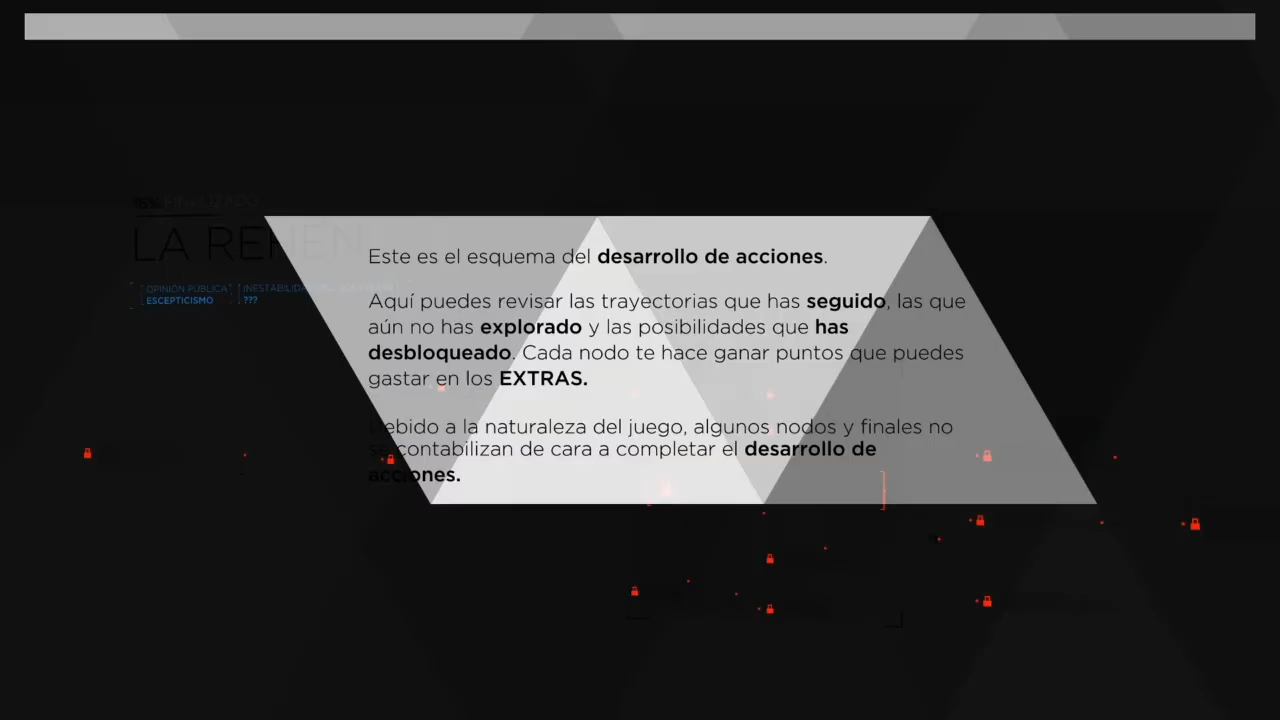 FINALIZADO
LA REHÉN
OPINIÓN PÚBLICA
ESCEPTICISMO
???
Este es el esquema del desarrollo de acciones.
Aquí puedes revisar las trayectorias que has seguido, las que
aún no has explorado y las posibilidades que has
desbloqueado. Cada nodo te hace ganar puntos que puedes
gastar en los EXTRAS.
Debido a la naturaleza del juego, algunos nodos y finales no
se contabilizan de cara a completar el desarrollo de
acciones.